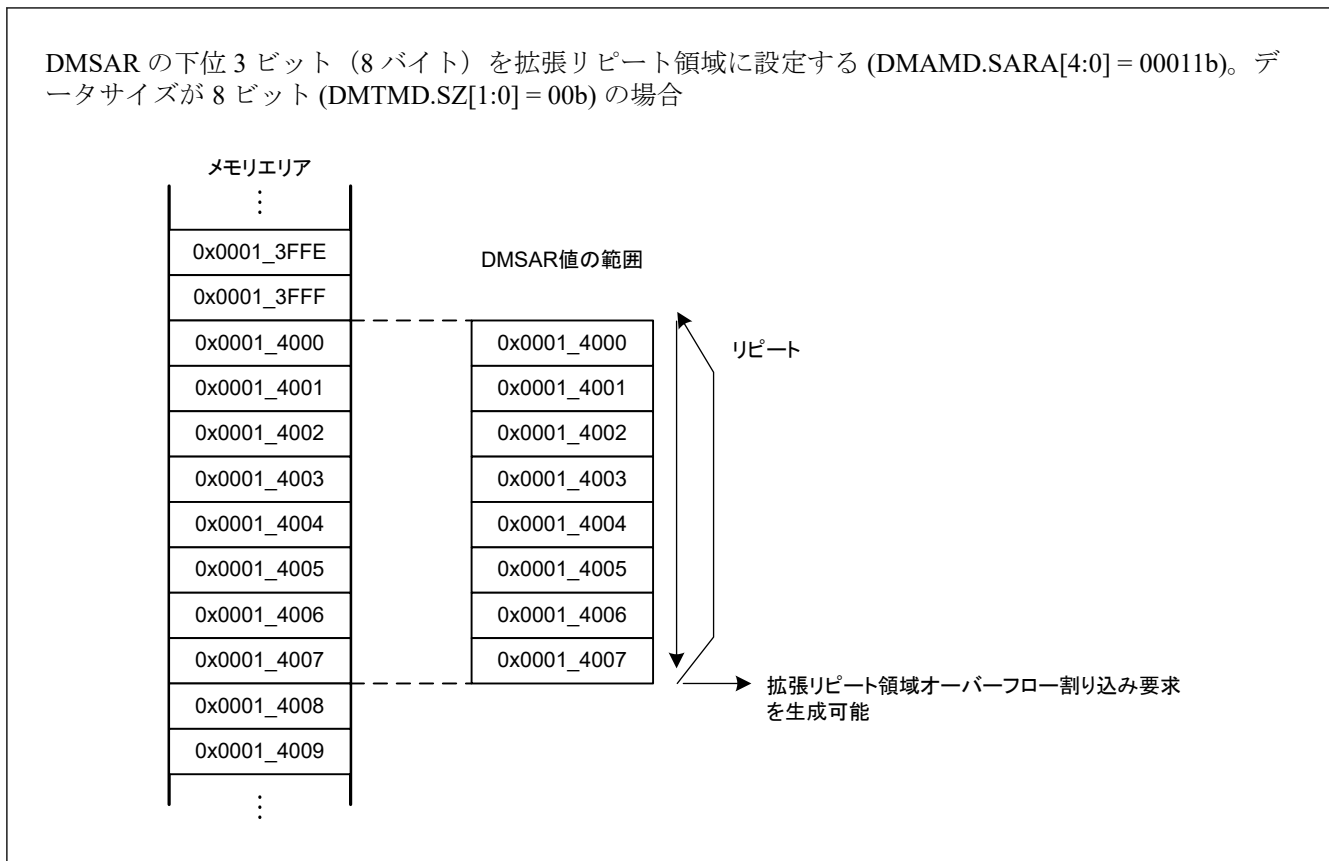 DMSAR の下位 3 ビット（8 バイト）を拡張リピート領域に設定する (DMAMD.SARA[4:0] = 00011b)。デ
ータサイズが 8 ビット (DMTMD.SZ[1:0] = 00b) の場合
メモリエリア
⋮
0x0001_3FFE
0x0001_3FFF
0x0001_4000
0x0001_4001
0x0001_4002
0x0001_4003
0x0001_4004
0x0001_4005
0x0001_4006
0x0001_4007
0x0001_4008
0x0001_4009
⋮
DMSAR値の範囲
0x0001_4000
0x0001_4001
0x0001_4002
0x0001_4003
0x0001_4004
0x0001_4005
0x0001_4006
0x0001_4007
リピート
拡張リピート領域オーバーフロー割り込み要求
を生成可能